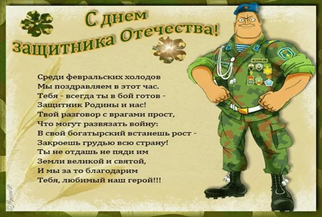 С днем
защитника Отечества!
Среди февральских холодов
Мы поздравляем в этот час.
Тебя - всегда ты в бой готов -
Защитник Родины и нас!
Твой разговор с врагами прост,
Что могут развязать войну:
В свой богатырский встанешь рост -
Закроешь грудью всю страну!
Ты не отдашь не пяди им
Земли великой и святой,
И мы за то благодарим
Тебя, любимый наш герой!!!